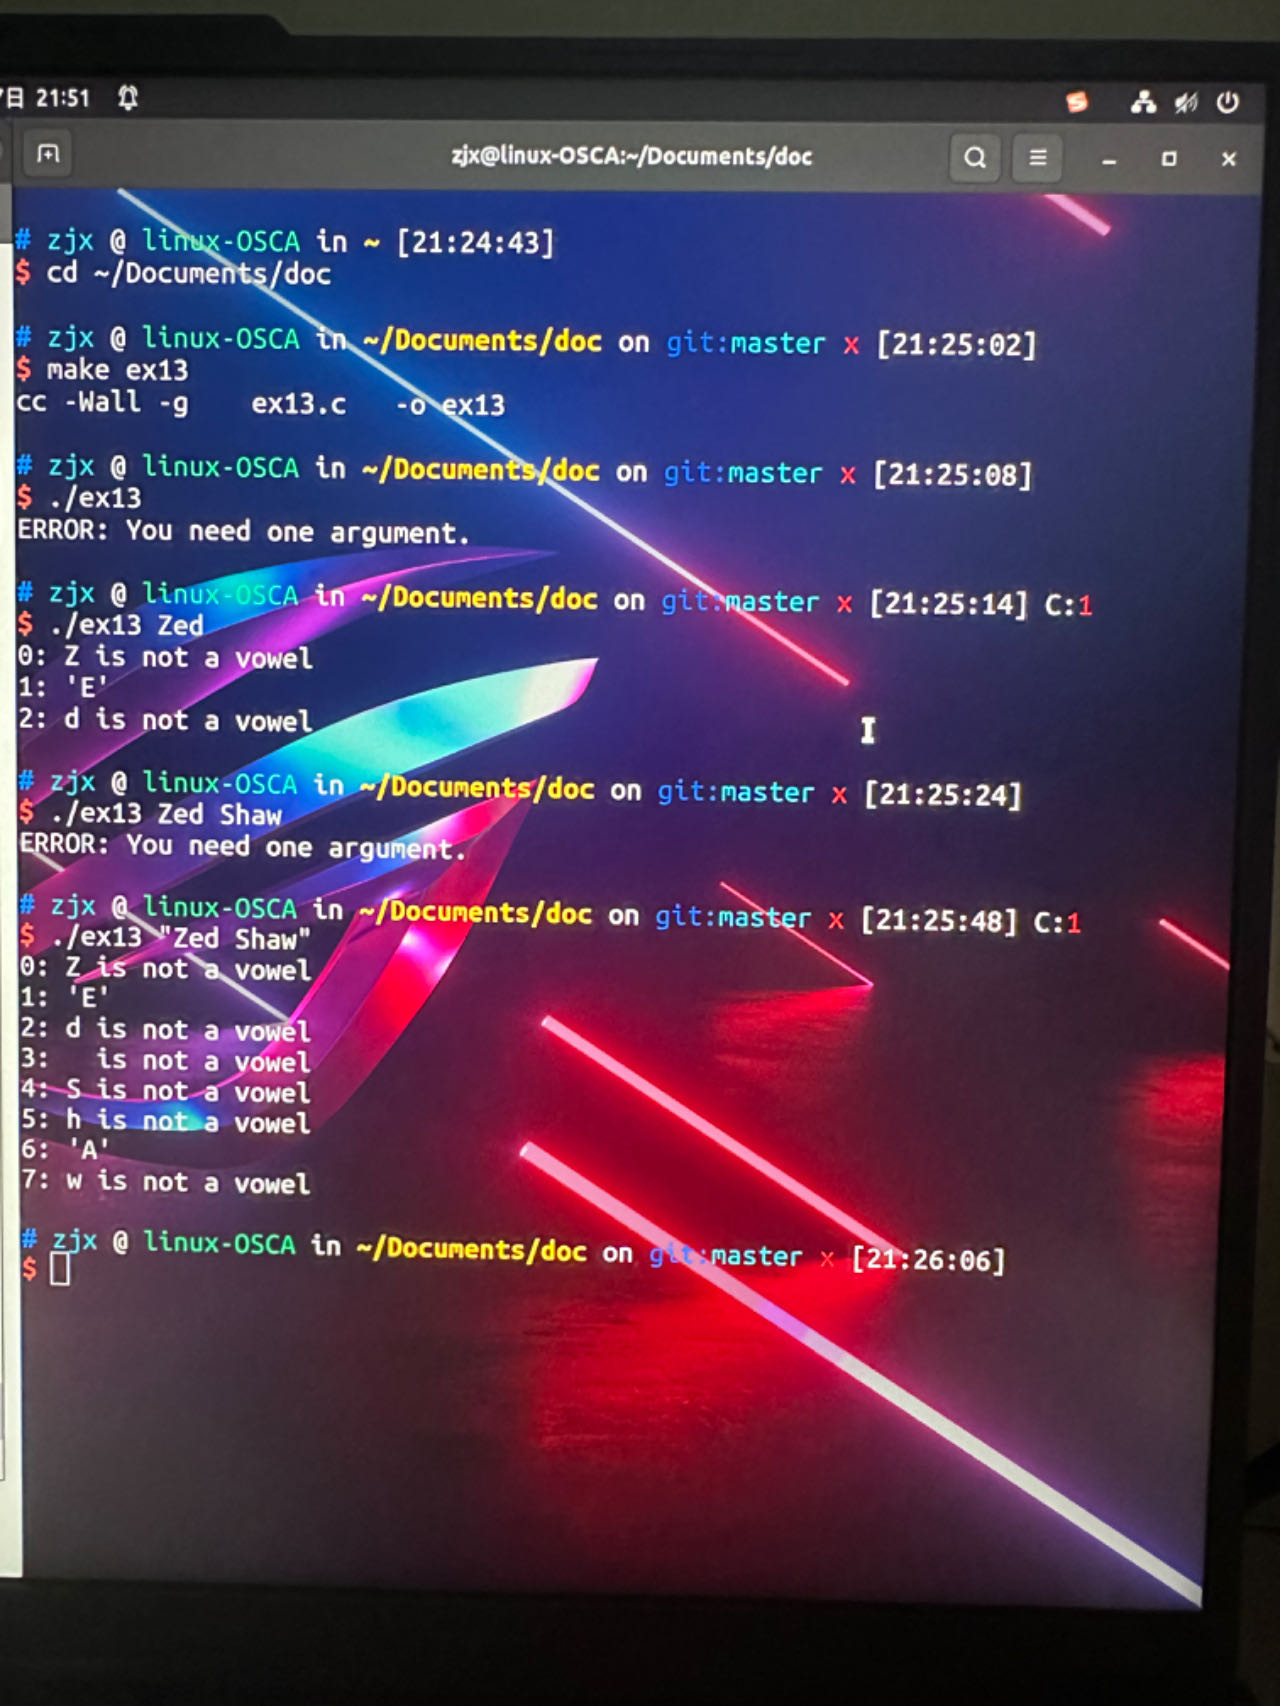 日 21:51
zjx@linux-OSCA:~/Documents/doc
# zjx @ linux-OSCA in ~ [21:24:43]
$ cd ~/Documents/doc
# zjx @ linux-OSCA in ~/Documents/doc on git:master x [21:25:02]
$ make ex13
cc -Wall -g    ex13.c   -o ex13
# zjx @ linux-OSCA in ~/Documents/doc on git:master x [21:25:08]
$ ./ex13
ERROR: You need one argument.
# zjx @ linux-OSCA in ~/Documents/doc on git:master x [21:25:14] C:1
$ ./ex13 Zed
0: Z is not a vowel
1: 'E'
2: d is not a vowel
# zjx @ linux-OSCA in ~/Documents/doc on git:master x [21:25:24]
$ ./ex13 Zed Shaw
ERROR: You need one argument.
# zjx @ linux-OSCA in ~/Documents/doc on git:master x [21:25:48] C:1
$ ./ex13 "Zed Shaw"
0: Z is not a vowel
1: 'E'
2: d is not a vowel
3:   is not a vowel
4: S is not a vowel
5: h is not a vowel
6: 'A'
7: w is not a vowel
# zjx @ linux-OSCA in ~/Documents/doc on git:master x [21:26:06]
$